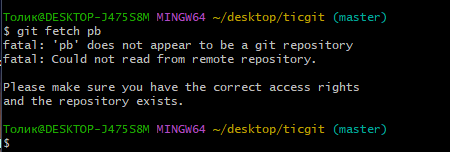 Толик@DESKTOP-J475S8M MINGW64 ~/desktop/ticgit (master)
$ git fetch pb
fatal: 'pb' does not appear to be a git repository
fatal: Could not read from remote repository.
Please make sure you have the correct access rights
and the repository exists.
Толик@DESKTOP-J475S8M MINGW64 ~/desktop/ticgit (master)
$